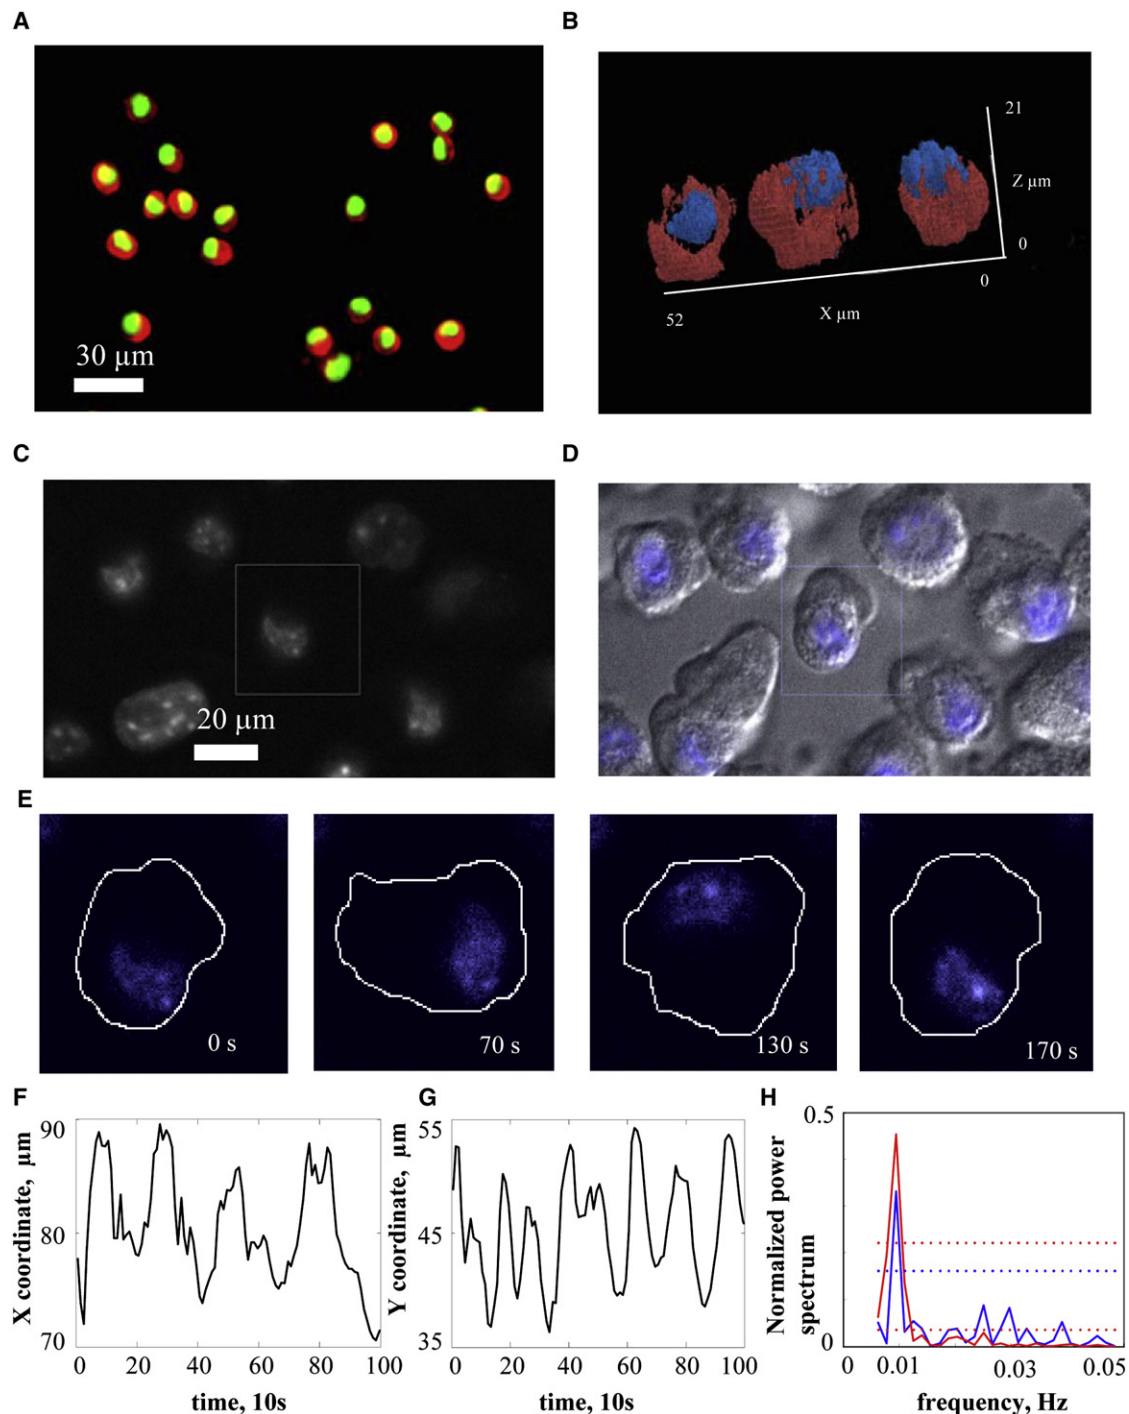 A
B
30 µm
21
Z µm
0
0
X µm
52
C
D
20 µm
E
0 s
70 s
130 s
170 s
F
G
H
X coordinate, µm
90
80
70
0 20 40 60 80 100
time, 10s
Y coordinate, µm
55
45
35
0 20 40 60 80 100
time, 10s
Normalized power
spectrum
0.5
0
0 0.01 0.03 0.05
frequency, Hz